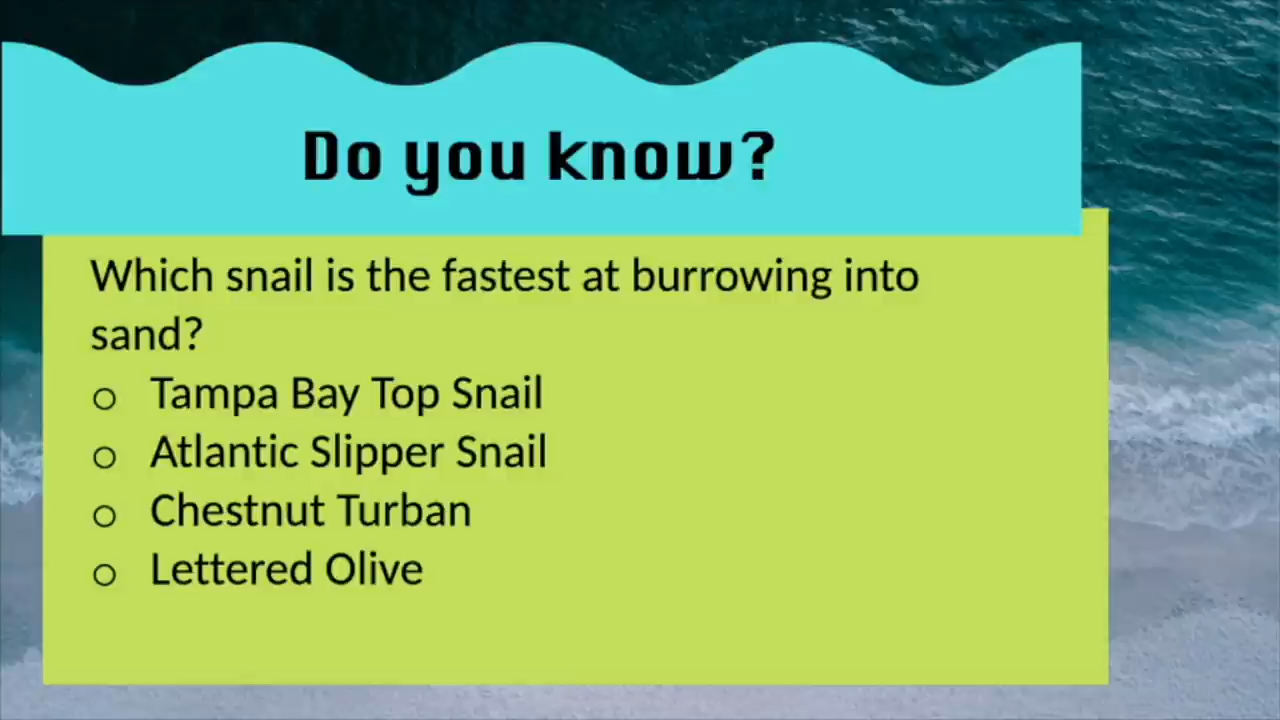 Do you know?
Which snail is the fastest at burrowing into
sand?
o Tampa Bay Top Snail
o Atlantic Slipper Snail
o Chestnut Turban
o Lettered Olive